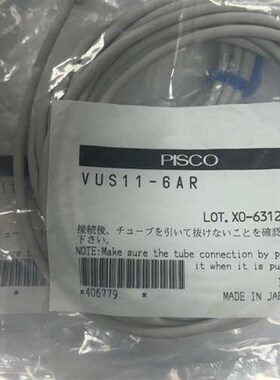 PISCO
VUS11-6AR
LOT. XO-6312
接続後、チューブを引いて抜けないことを確認
下さい。
NOTE:Make sure the tube connection by p
it when it is pu
*406779 *
MADE IN JAP